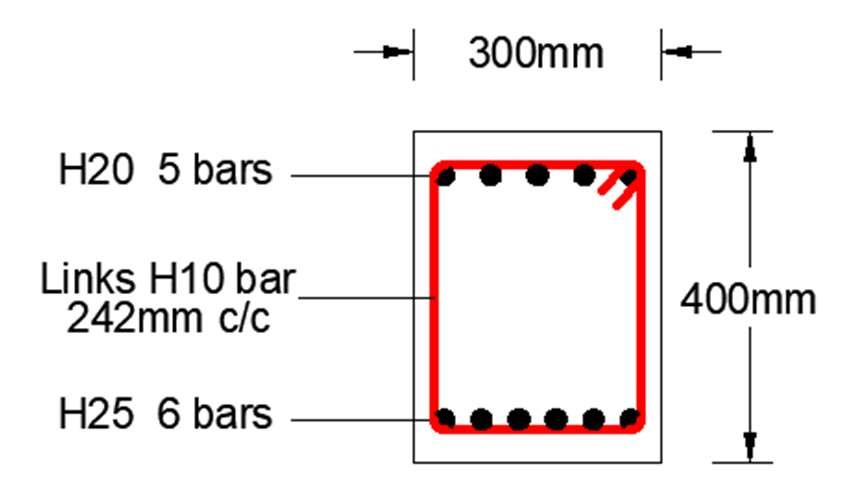 300mm
H20 5 bars
Links H10 bar
242mm c/c
400mm
H25 6 bars